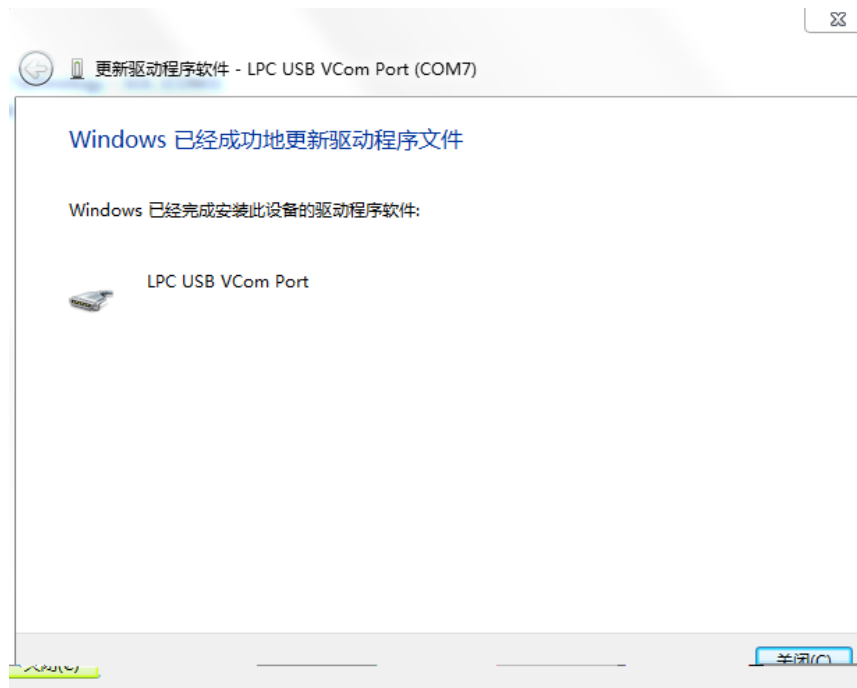 更新驱动程序软件 - LPC USB VCom Port (COM7)
Windows 已经成功地更新驱动程序文件
Windows 已经完成安装此设备的驱动程序软件:
LPC USB VCom Port
关闭(C)
关闭(C)